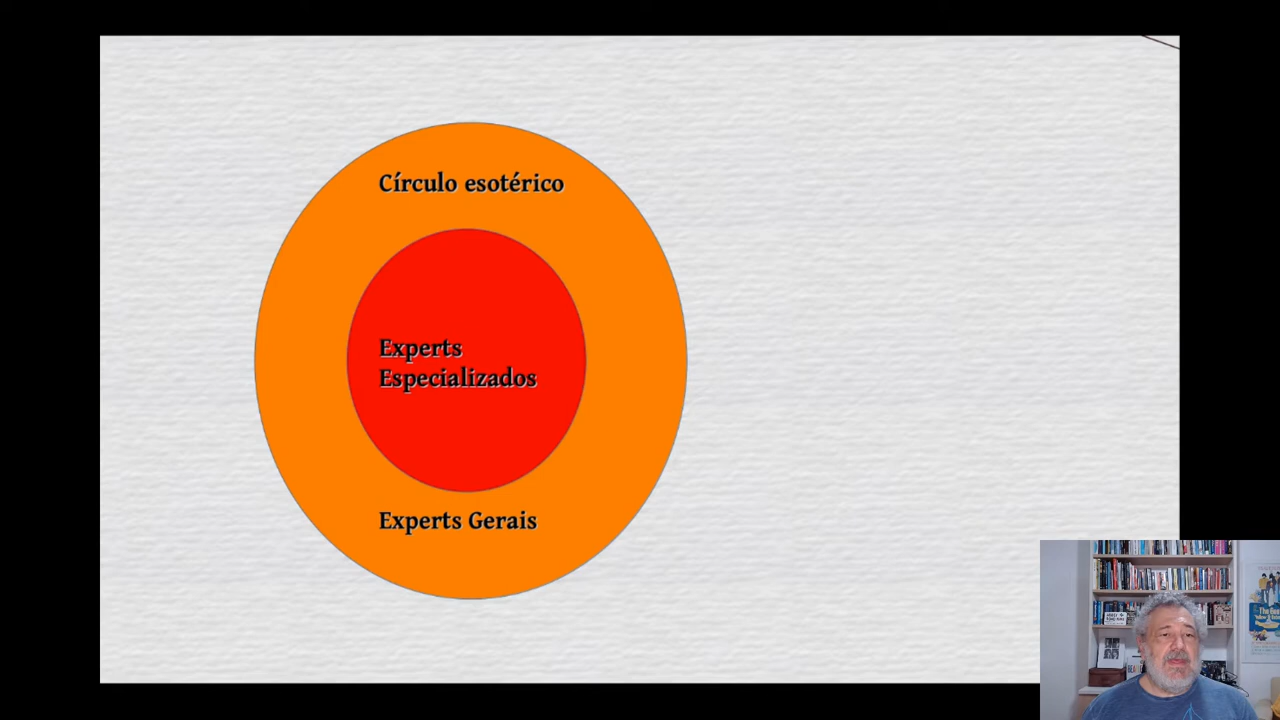 Círculo esotérico
Experts
Especializados
Experts Gerais